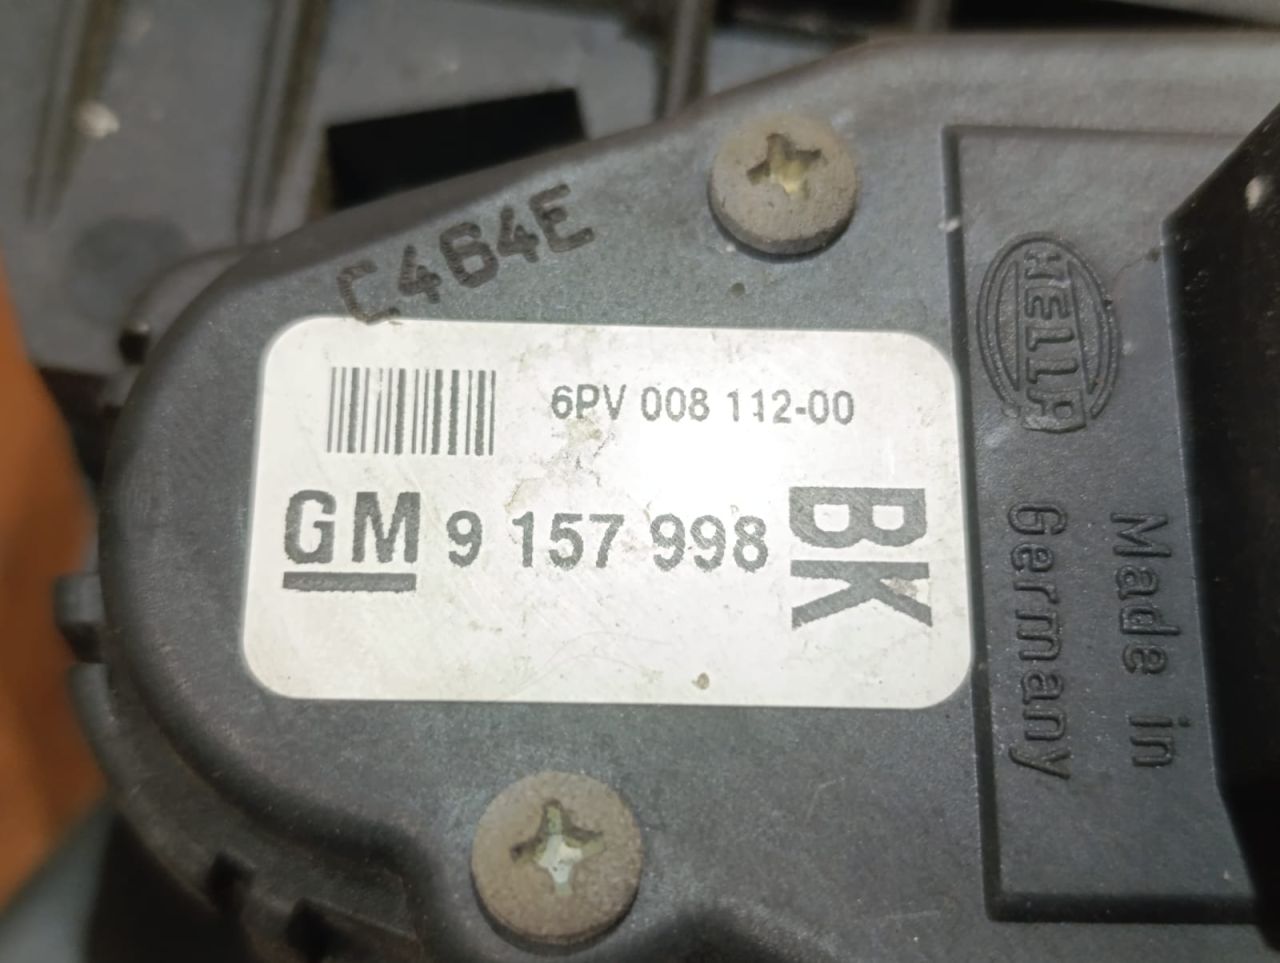 C464E
6PV 008 112-00
GM 9 157 998
BK
HELLA
Made in
Germany